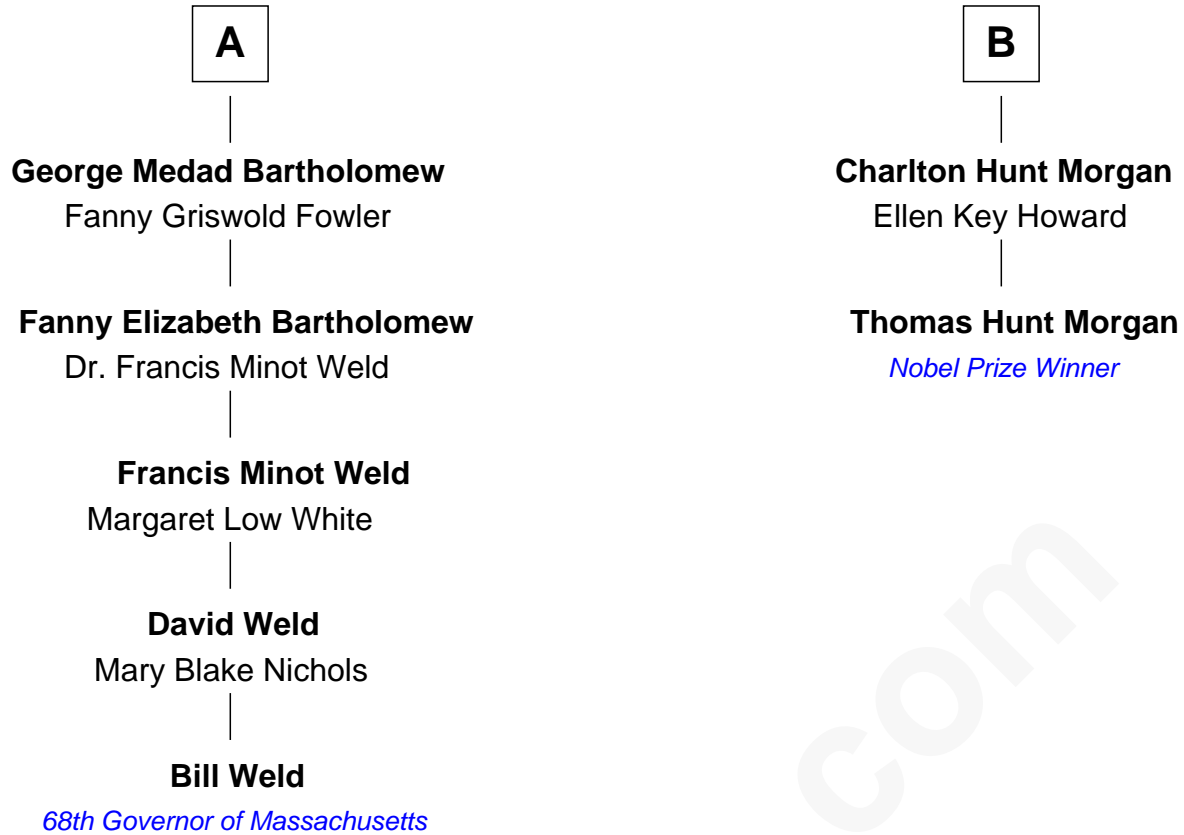 A
George Medad Bartholomew
Fanny Griswold Fowler
Fanny Elizabeth Bartholomew
Dr. Francis Minot Weld
Francis Minot Weld
Margaret Low White
David Weld
Mary Blake Nichols
Bill Weld
68th Governor of Massachusetts
B
Charlton Hunt Morgan
Ellen Key Howard
Thomas Hunt Morgan
Nobel Prize Winner
com